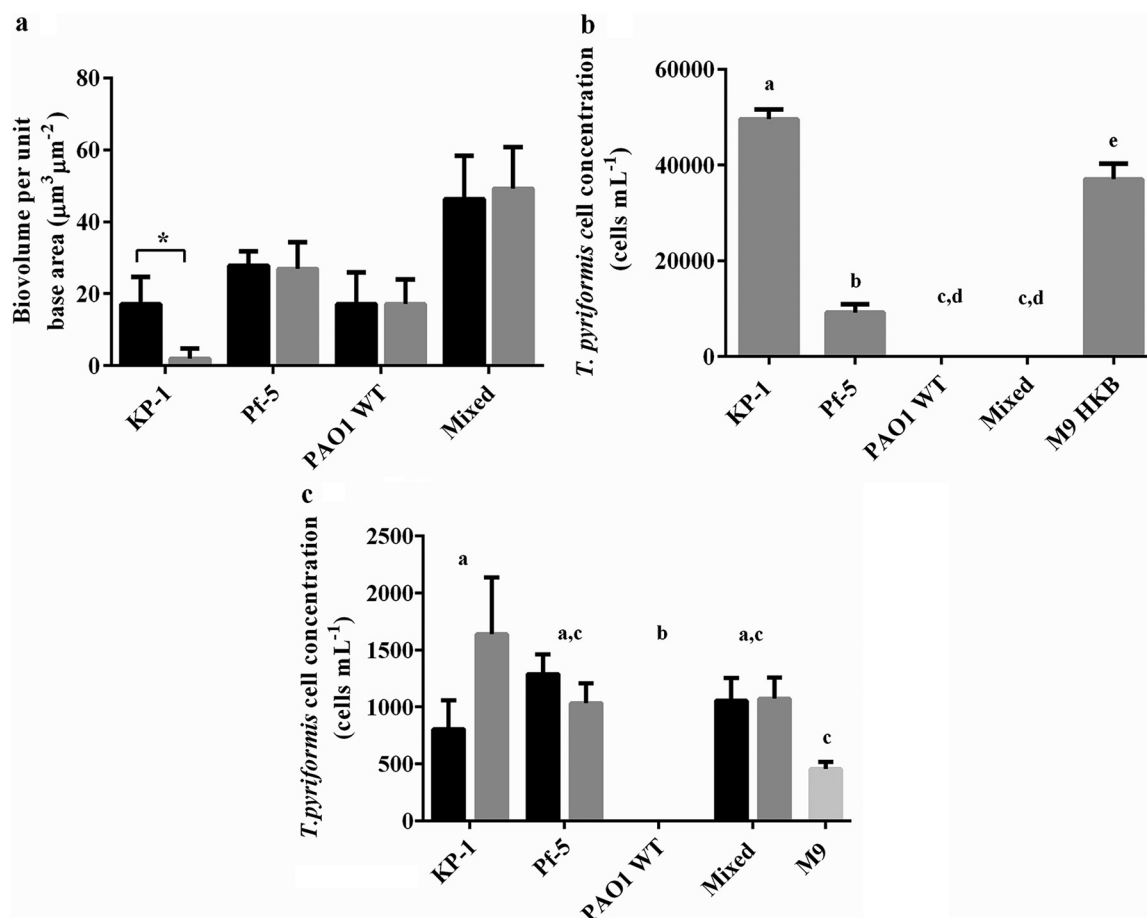 a
Biovolume per unit
base area (µm³ µm⁻²)
80
60
40
20
0
*
KP-1
Pf-5
PAO1 WT
Mixed
b
T. pyriformis cell concentration
(cells mL⁻¹)
60000
40000
20000
0
a
b
c,d
c,d
e
KP-1
Pf-5
PAO1 WT
Mixed
M9 HKB
c
T.pyriformis cell concentration
(cells mL⁻¹)
2500
2000
1500
1000
500
0
a
a,c
b
a,c
c
KP-1
Pf-5
PAO1 WT
Mixed
M9